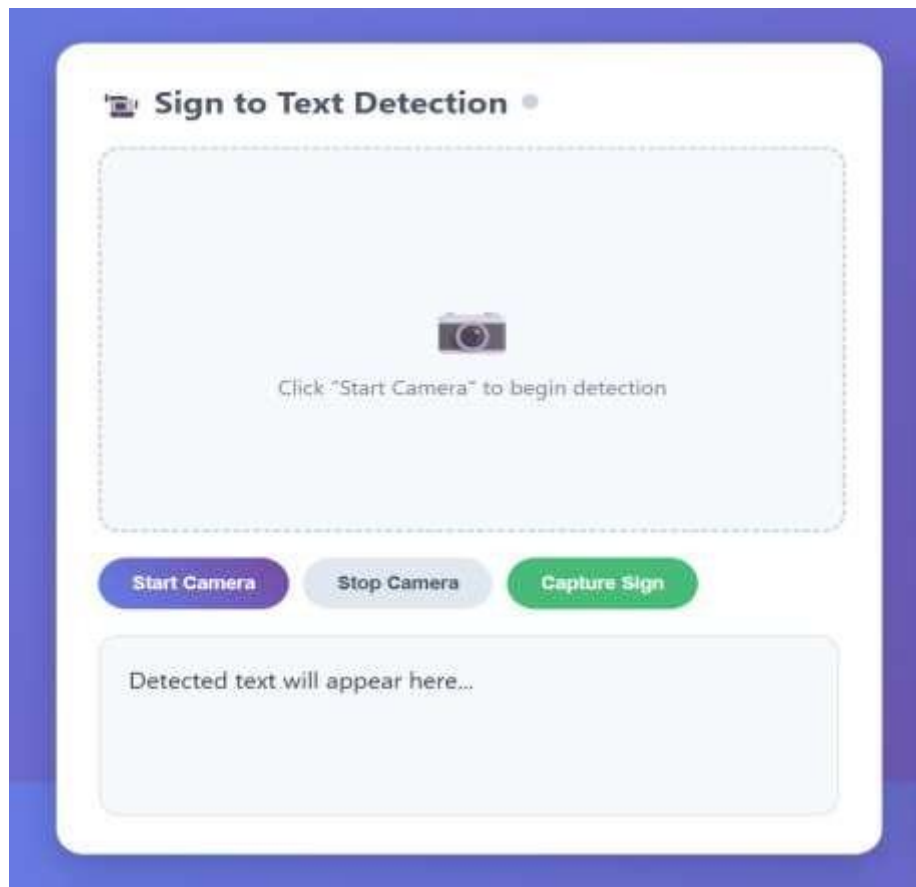 Sign to Text Detection
Click "Start Camera" to begin detection
Start Camera
Stop Camera
Capture Sign
Detected text will appear here...